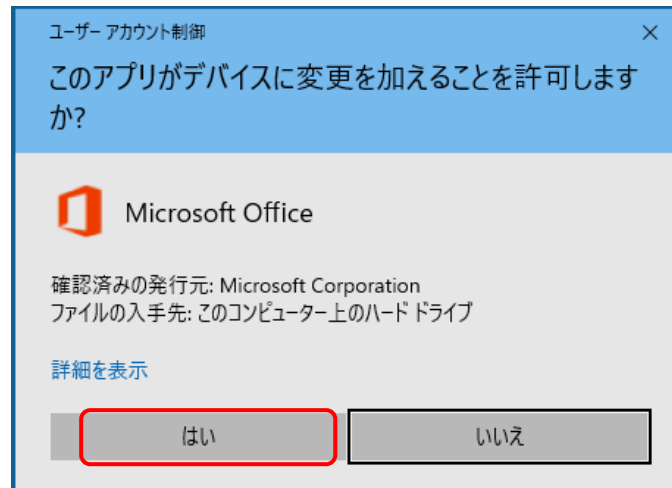 ユーザー アカウント制御
このアプリがデバイスに変更を加えることを許可します
か?
Microsoft Office
確認済みの発行元: Microsoft Corporation
ファイルの入手先: このコンピューター上のハード ドライブ
詳細を表示
はい
いいえ